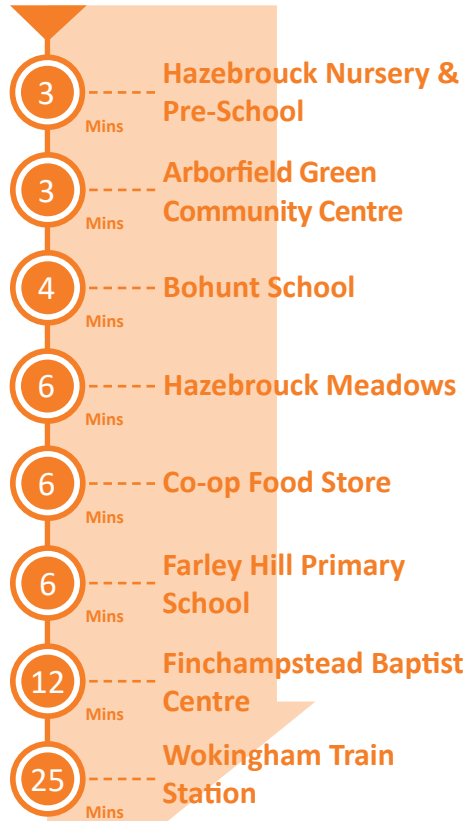 3
Mins
Hazebrouck Nursery &
Pre-School
3
Mins
Arborfield Green
Community Centre
4
Mins
Bohunt School
6
Mins
Hazebrouck Meadows
6
Mins
Co-op Food Store
6
Mins
Farley Hill Primary
School
12
Mins
Finchampstead Baptist
Centre
25
Mins
Wokingham Train
Station